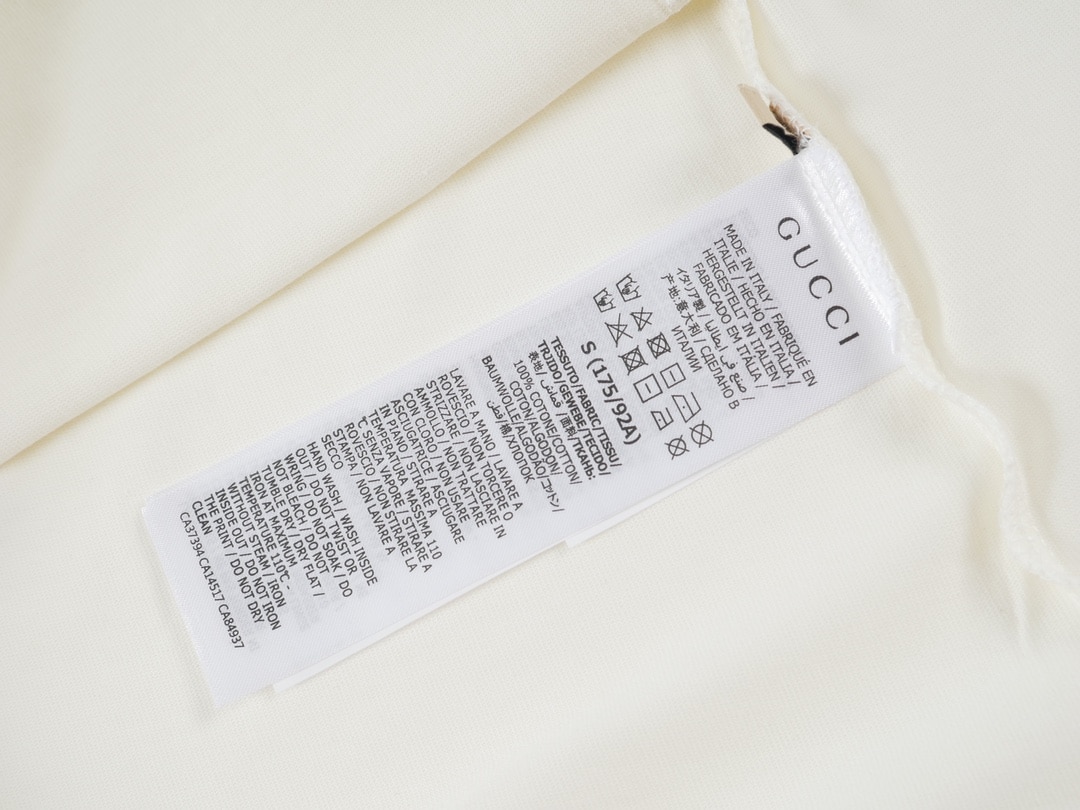 GUCCI
MADE IN ITALY / FABRIQUÉ EN
ITALIE / HECHO EN ITALIA /
HERGESTELLT IN ITALIEN /
FABRICADO EM ITALIA /
イタリア製 / صنع في ايطاليا /
产地:意大利 / СДЕЛАНО В
ИТАЛИИ
S (175/92A)
TESSUTO/FABRIC/TISSU/
TEJIDO/GEWEBE/TECIDO/
表地/قماش/面料/ТКАНЬ:
100% COTONE/COTTON/
COTON/ALGODON/
BAUMWOLLE/ALGODAO/コットン/
قطن/棉/ХЛОПОК
LAVARE A MANO / LAVARE A
ROVESCIO / NON TORCERE O
STRIZZARE / NON LASCIARE IN
AMMOLLO / NON TRATTARE
CON CLORO / NON USARE
ASCIUGATRICE / ASCIUGARE
IN PIANO / STIRARE A
TEMPERATURA MASSIMA 110
℃ SENZA VAPORE / STIRARE A
ROVESCIO / NON STIRARE LA
STAMPA / NON LAVARE A
SECCO
HAND WASH / WASH INSIDE
OUT / DO NOT TWIST OR
WRING / DO NOT SOAK / DO
NOT BLEACH / DO NOT
TUMBLE DRY / DRY FLAT /
IRON AT MAXIMUM
TEMPERATURE 110℃ -
WITHOUT STEAM / IRON
INSIDE OUT / DO NOT IRON
THE PRINT / DO NOT DRY
CLEAN
CA37394 CA14517 CA84937